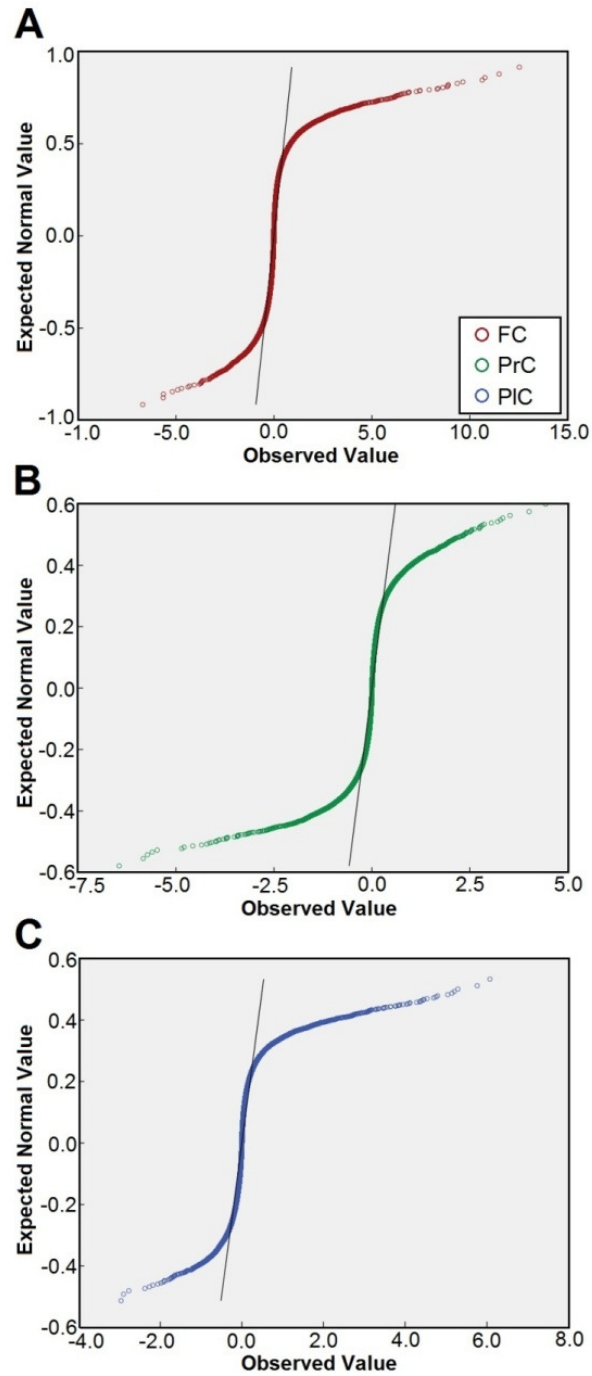 A
1.0
0.5
0.0
-0.5
-1.0
Expected Normal Value
FC
PrC
PIC
-1.0 -5.0 0.0 5.0 10.0 15.0
Observed Value
B
0.6
0.4
0.2
0.0
-0.2
-0.4
-0.6
Expected Normal Value
-7.5 -5.0 -2.5 0.0 2.5 5.0
Observed Value
C
0.6
0.4
0.2
0.0
-0.2
-0.4
-0.6
Expected Normal Value
-4.0 -2.0 0.0 2.0 4.0 6.0 8.0
Observed Value